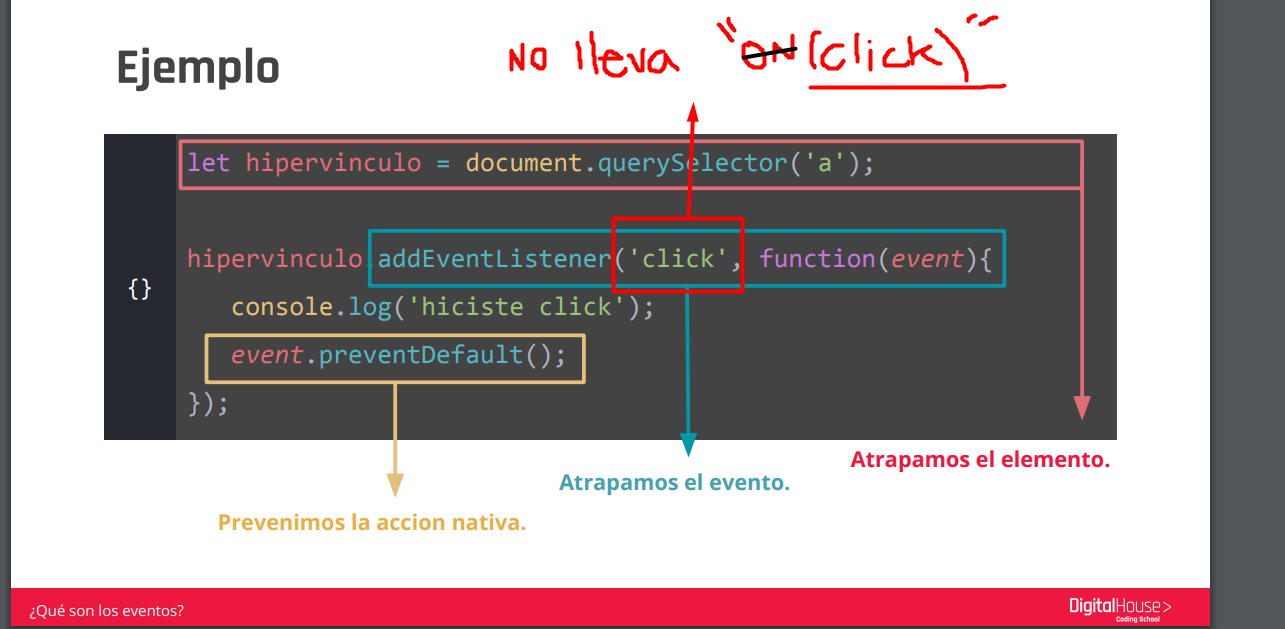 Ejemplo
NO lleva "ON(click)"
let hipervinculo = document.querySelector('a');
hipervinculo.addEventListener('click', function(event){
{}
console.log('hiciste click');
event.preventDefault();
});
Atrapamos el elemento.
Atrapamos el evento.
Prevenimos la accion nativa.
¿Qué son los eventos?
DigitalHouse>
Coding School